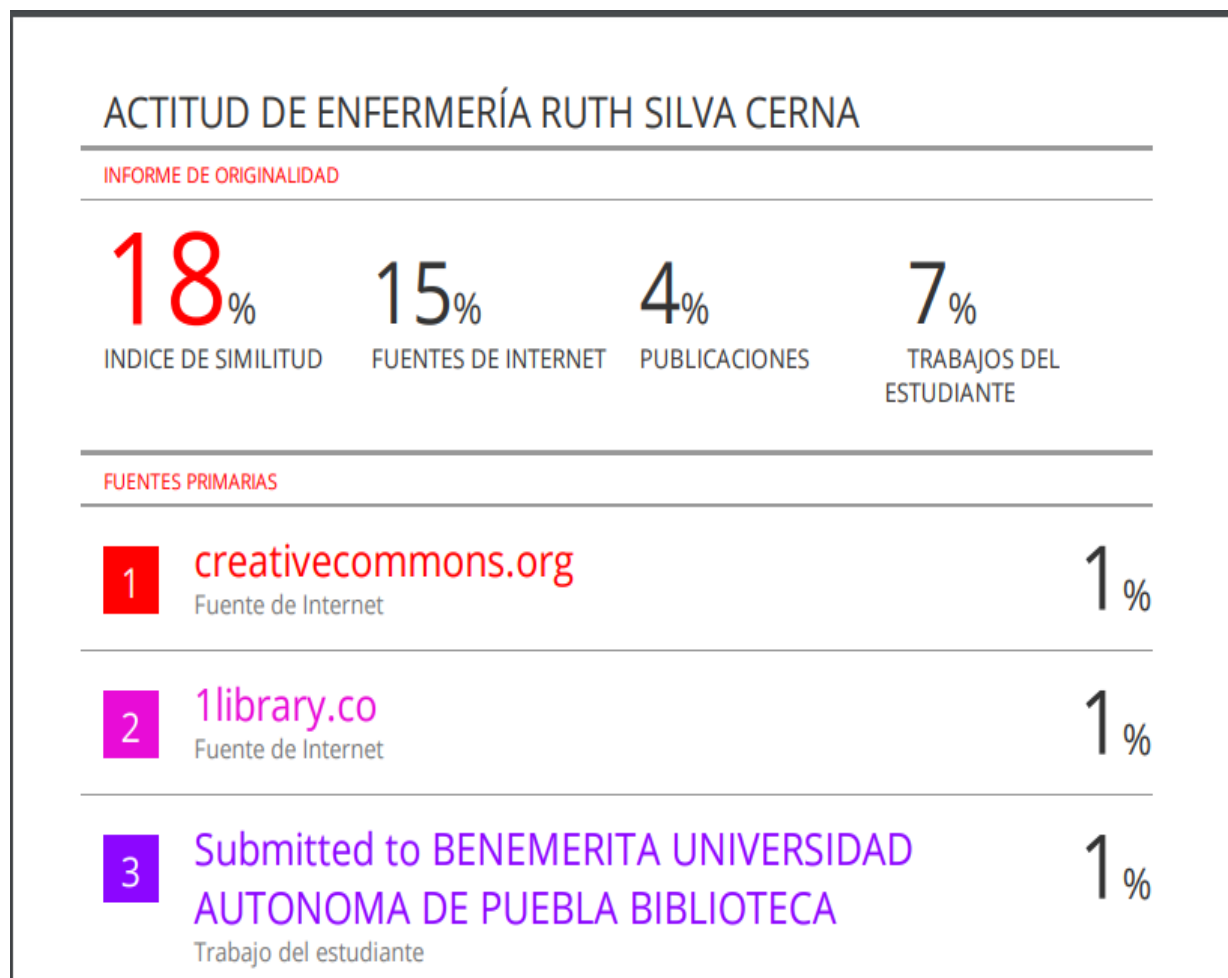 ACTITUD DE ENFERMERÍA RUTH SILVA CERNA
INFORME DE ORIGINALIDAD
18%
15%
4%
7%
INDICE DE SIMILITUD
FUENTES DE INTERNET
PUBLICACIONES
TRABAJOS DEL
ESTUDIANTE
FUENTES PRIMARIAS
1
creativecommons.org
Fuente de Internet
1%
2
1library.co
Fuente de Internet
1%
3
Submitted to BENEMERITA UNIVERSIDAD
AUTONOMA DE PUEBLA BIBLIOTECA
Trabajo del estudiante
1%